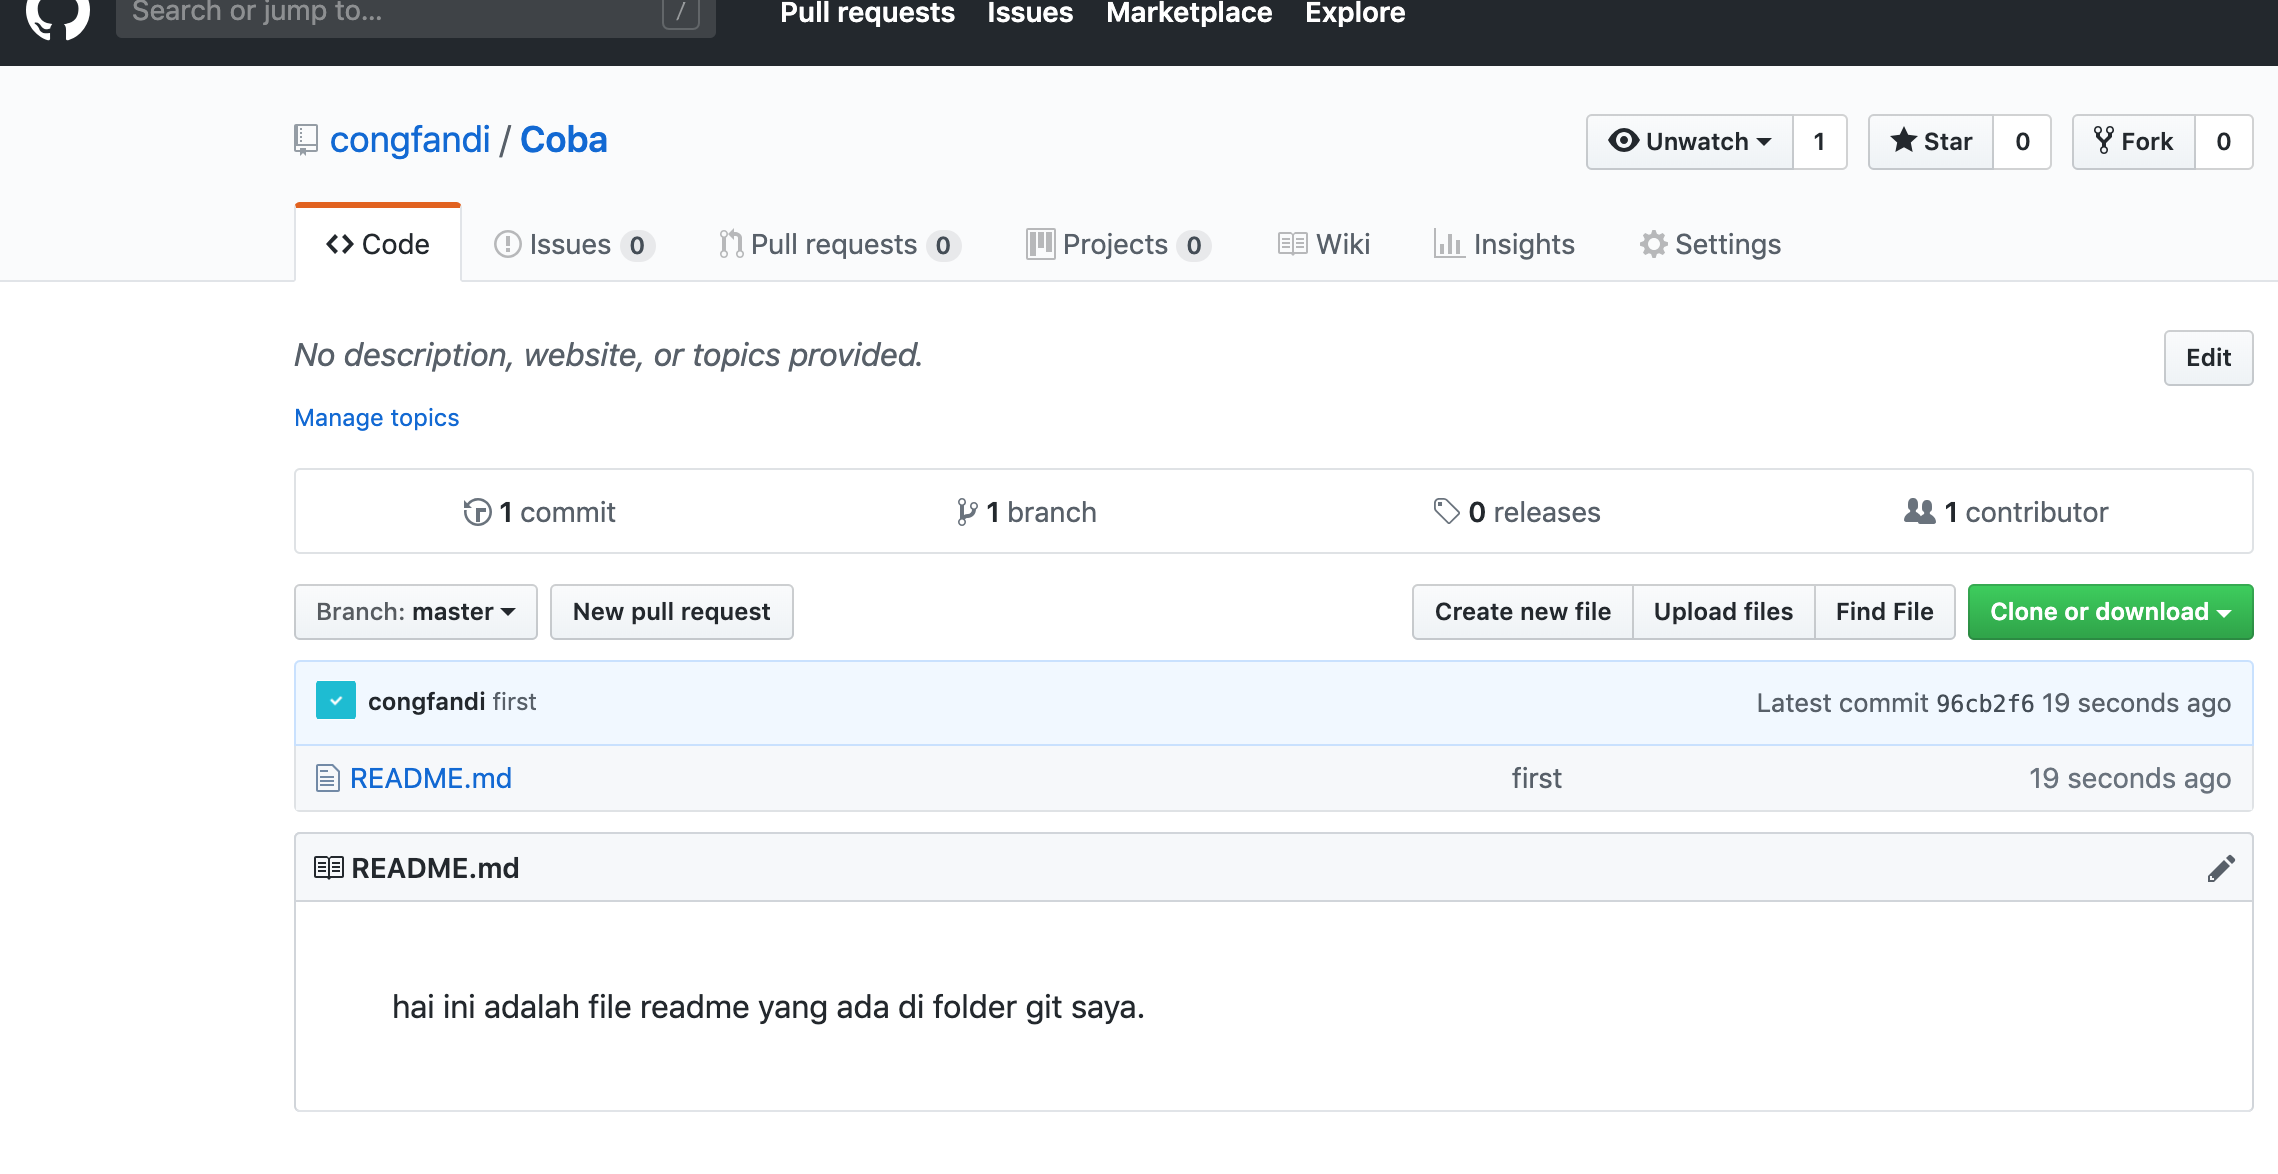 Search or jump to... /
Pull requests Issues Marketplace Explore
congfandi / Coba
Unwatch 1 Star 0 Fork 0
Code Issues 0 Pull requests 0 Projects 0 Wiki Insights Settings
No description, website, or topics provided.
Edit
Manage topics
1 commit 1 branch 0 releases 1 contributor
Branch: master New pull request Create new file Upload files Find File Clone or download
congfandi first Latest commit 96cb2f6 19 seconds ago
README.md first 19 seconds ago
README.md
hai ini adalah file readme yang ada di folder git saya.